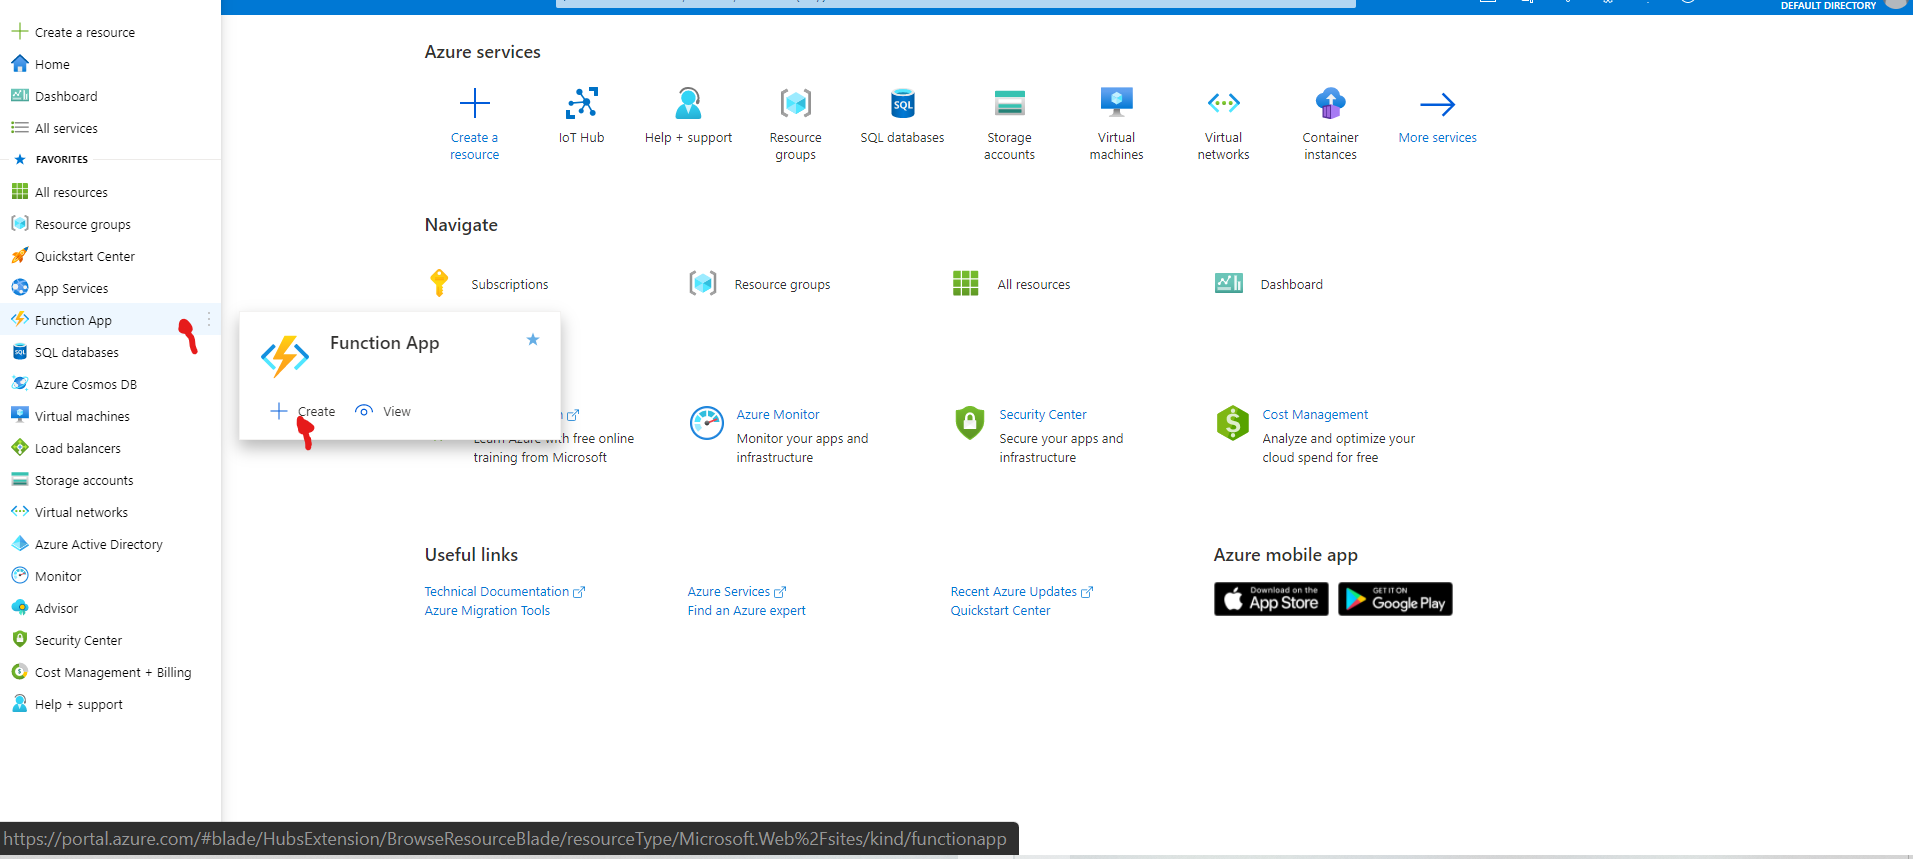 DEFAULT DIRECTORY
Create a resource
Home
Dashboard
All services
FAVORITES
All resources
Resource groups
Quickstart Center
App Services
Function App
SQL databases
Azure Cosmos DB
Virtual machines
Load balancers
Storage accounts
Virtual networks
Azure Active Directory
Monitor
Advisor
Security Center
Cost Management + Billing
Help + support
Azure services
Create a
resource
IoT Hub
Help + support
Resource
groups
SQL
SQL databases
Storage
accounts
Virtual
machines
Virtual
networks
Container
instances
More services
Navigate
Subscriptions
Resource groups
All resources
Dashboard
Function App
Create
View
Learn Azure with free online
training from Microsoft
Azure Monitor
Monitor your apps and
infrastructure
Security Center
Secure your apps and
infrastructure
Cost Management
Analyze and optimize your
cloud spend for free
Useful links
Technical Documentation
Azure Migration Tools
Azure Services
Find an Azure expert
Recent Azure Updates
Quickstart Center
Azure mobile app
Download on the
App Store
GET IT ON
Google Play
https://portal.azure.com/#blade/HubsExtension/BrowseResourceBlade/resourceType/Microsoft.Web%2Fsites/kind/functionapp